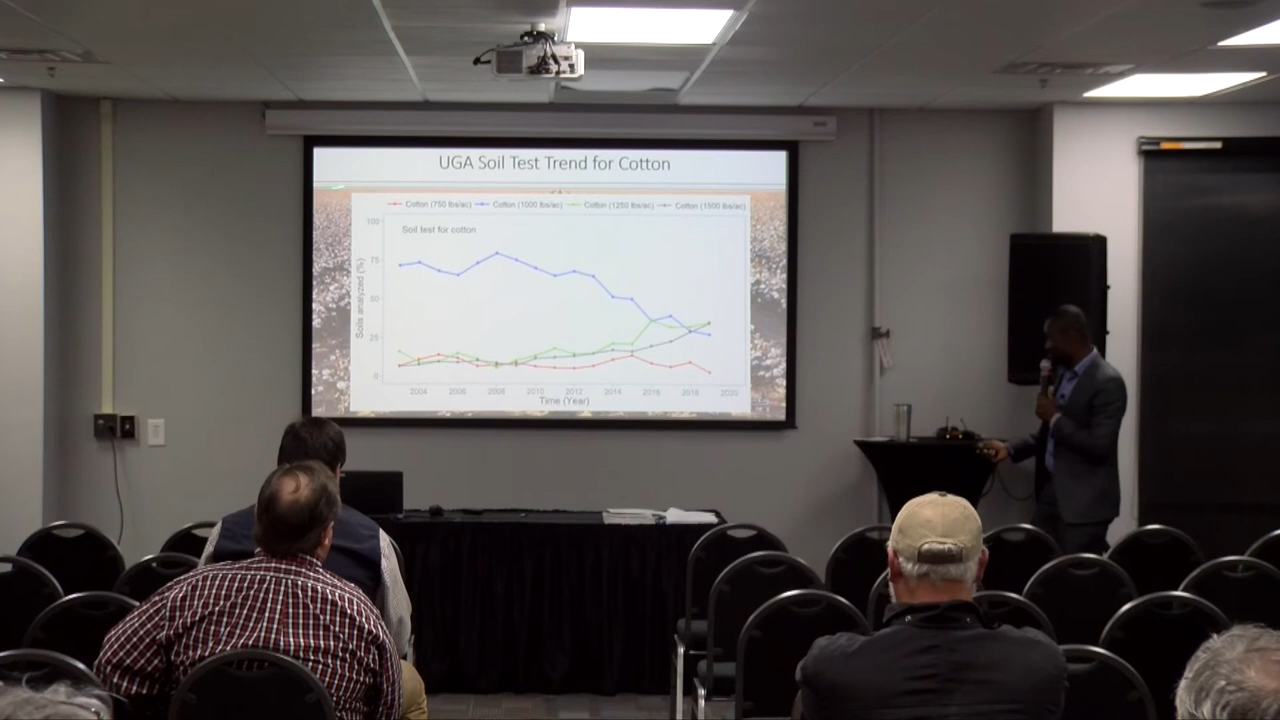 UGA Soil Test Trend for Cotton
Cotton (750 lbs/ac) Cotton (1000 lbs/ac) Cotton (1250 lbs/ac) Cotton (1500 lbs/ac)
Soil test for cotton
Soils analyzed (%)
100
75
50
25
0
2004 2006 2008 2010 2012 2014 2016 2018 2020
Time (Year)